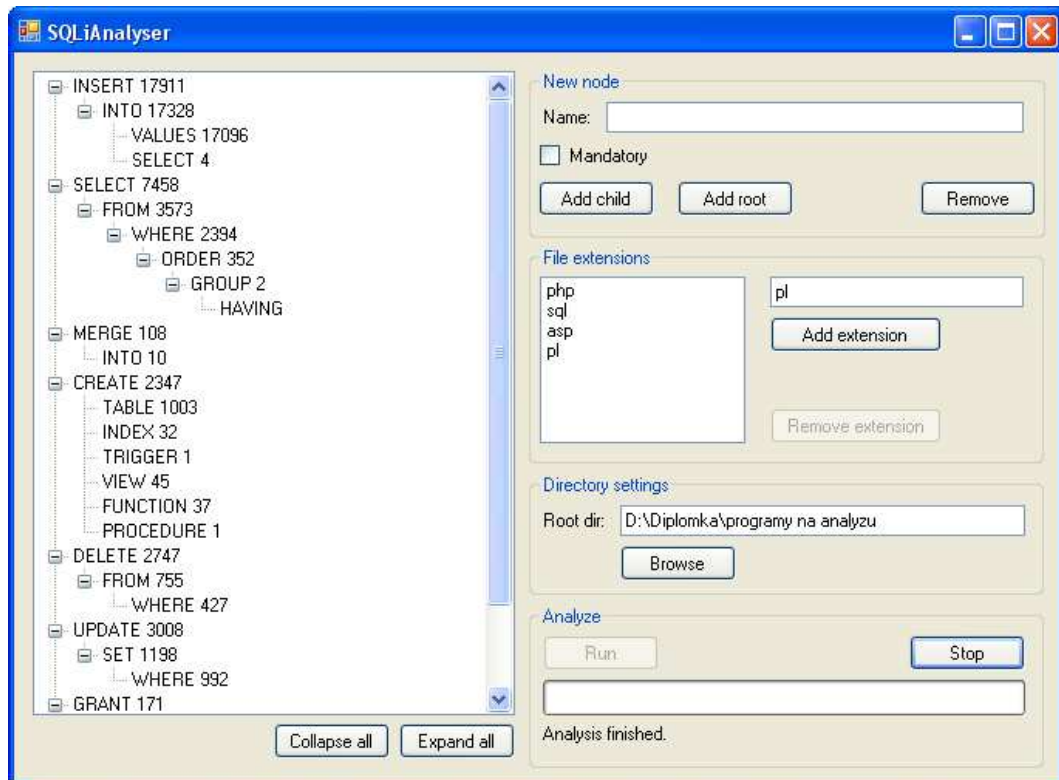 SQLiAnalyser
INSERT 17911
INTO 17328
VALUES 17096
SELECT 4
SELECT 7458
FROM 3573
WHERE 2394
ORDER 352
GROUP 2
HAVING
MERGE 108
INTO 10
CREATE 2347
TABLE 1003
INDEX 32
TRIGGER 1
VIEW 45
FUNCTION 37
PROCEDURE 1
DELETE 2747
FROM 755
WHERE 427
UPDATE 3008
SET 1198
WHERE 992
GRANT 171
Collapse all
Expand all
New node
Name:
Mandatory
Add child
Add root
Remove
File extensions
php
sql
asp
pl
pl
Add extension
Remove extension
Directory settings
Root dir: D:\Diplomka\programy na analyzu
Browse
Analyze
Run
Stop
Analysis finished.